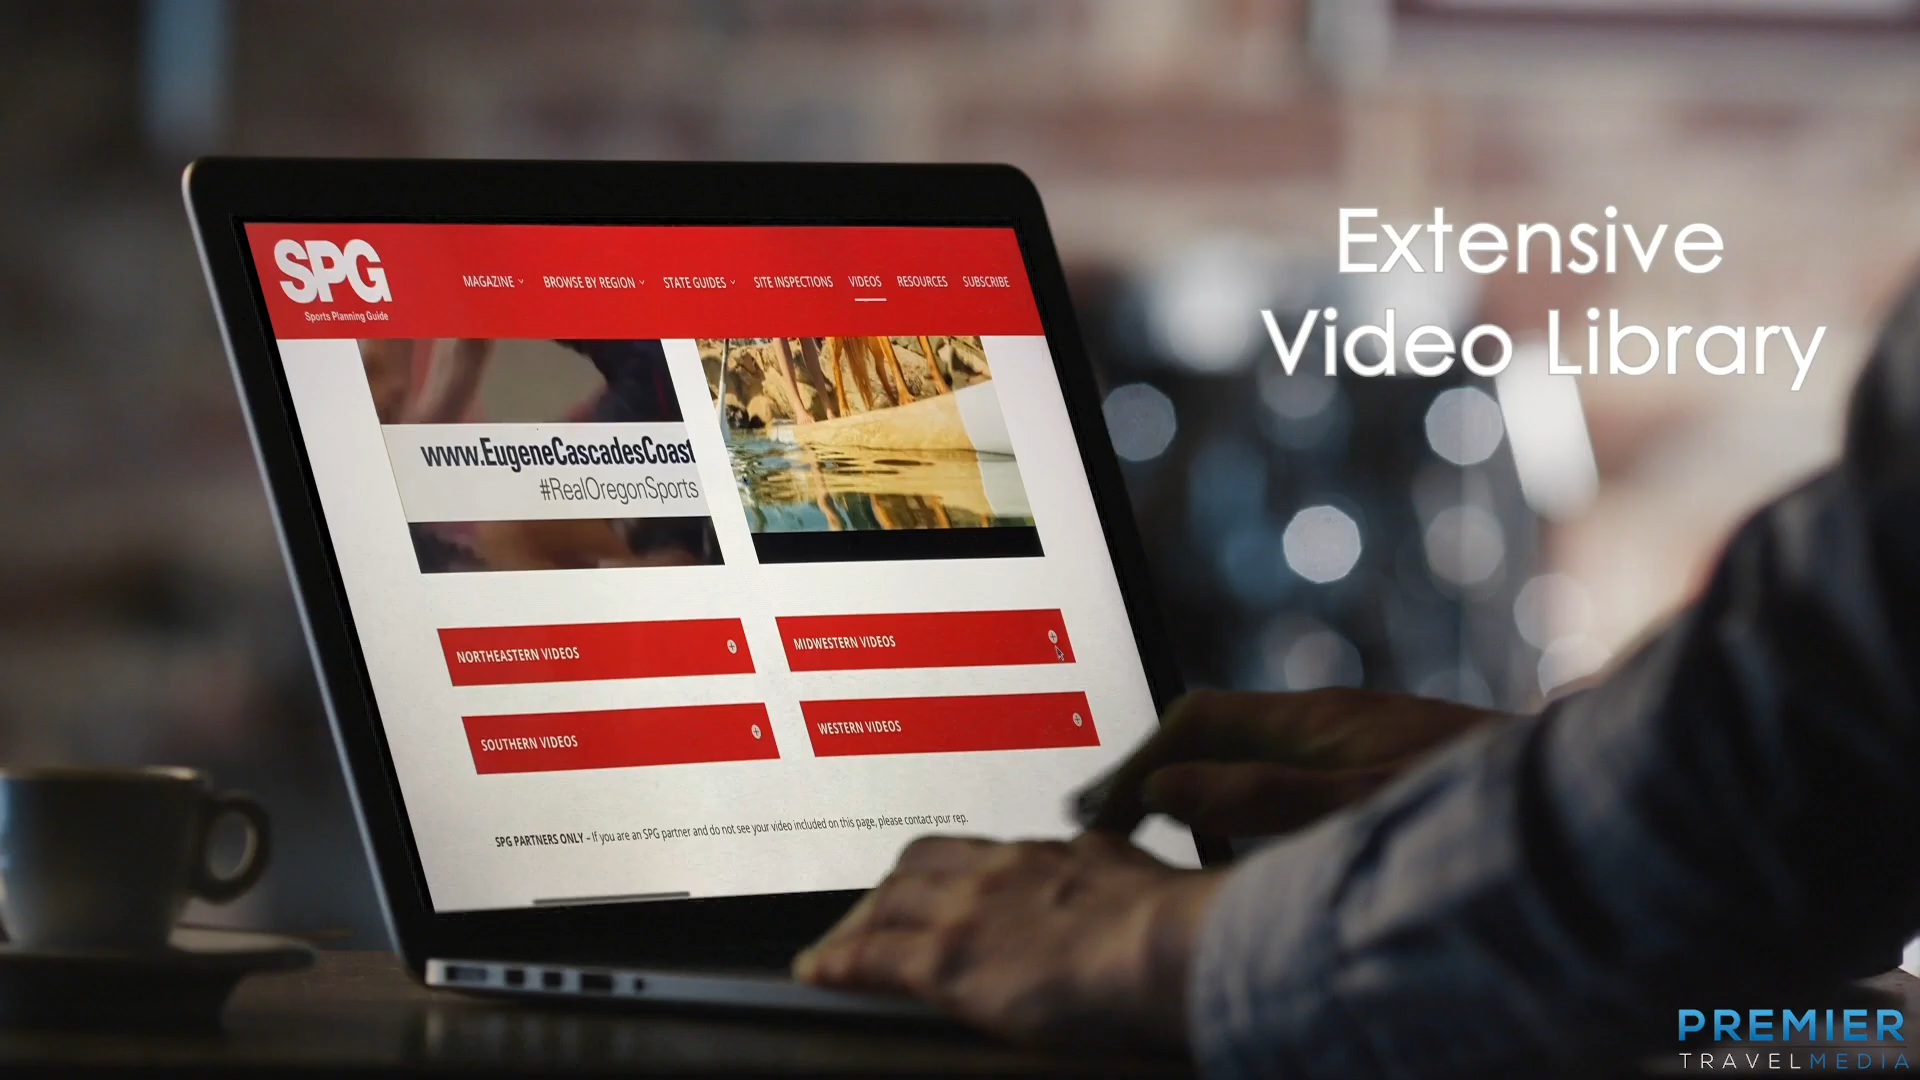 Extensive
Video Library
SPG
Sports Planning Guide
MAGAZINE
BROWSE BY REGION
STATE GUIDES
SITE INSPECTIONS
VIDEOS
RESOURCES
SUBSCRIBE
www.EugeneCascadesCoast
#RealOregonSports
NORTHEASTERN VIDEOS
MIDWESTERN VIDEOS
SOUTHERN VIDEOS
WESTERN VIDEOS
SPG PARTNERS ONLY – If you are an SPG partner and do not see your video included on this page, please contact your rep.
PREMIER
TRAVELMEDIA